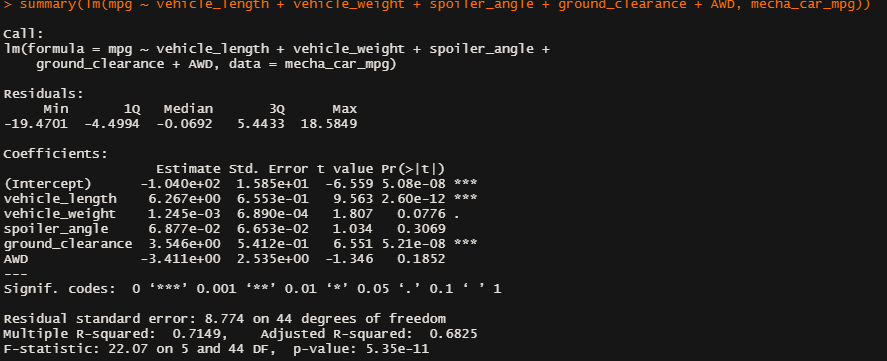 > summary(lm(mpg ~ vehicle_length + vehicle_weight + spoiler_angle + ground_clearance + AWD, mecha_car_mpg))
Call:
lm(formula = mpg ~ vehicle_length + vehicle_weight + spoiler_angle +
    ground_clearance + AWD, data = mecha_car_mpg)
Residuals:
     Min       1Q   Median       3Q      Max
-19.4701  -4.4994  -0.0692   5.4433  18.5849
Coefficients:
                   Estimate Std. Error t value Pr(>|t|)
(Intercept)      -1.040e+02  1.585e+01  -6.559 5.08e-08 ***
vehicle_length    6.267e+00  6.553e-01   9.563 2.60e-12 ***
vehicle_weight    1.245e-03  6.890e-04   1.807   0.0776 .
spoiler_angle     6.877e-02  6.653e-02   1.034   0.3069
ground_clearance  3.546e+00  5.412e-01   6.551 5.21e-08 ***
AWD              -3.411e+00  2.535e+00  -1.346   0.1852
---
Signif. codes:  0 ‘***’ 0.001 ‘**’ 0.01 ‘*’ 0.05 ‘.’ 0.1 ‘ ’ 1
Residual standard error: 8.774 on 44 degrees of freedom
Multiple R-squared:  0.7149,    Adjusted R-squared:  0.6825
F-statistic: 22.07 on 5 and 44 DF,  p-value: 5.35e-11